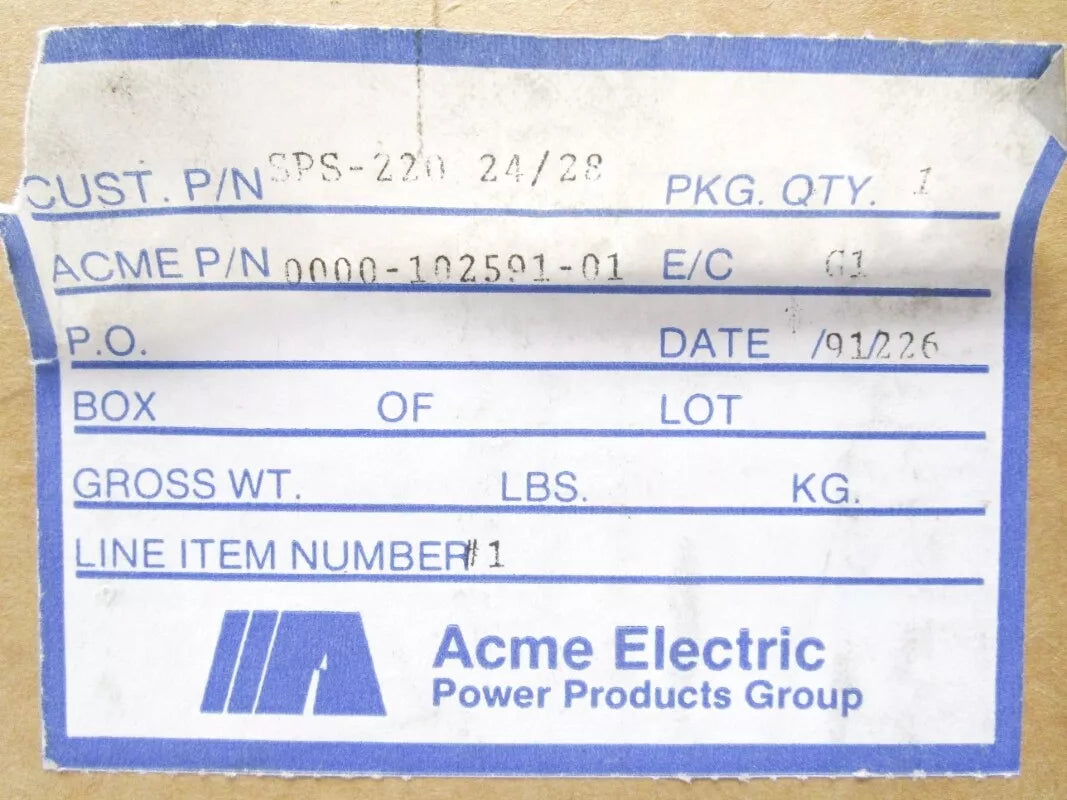 CUST. P/N SPS-220 24/28 PKG. QTY. 1
ACME P/N 0000-102591-01 E/C G1
P.O. DATE /91/226
BOX OF LOT
GROSS WT. LBS. KG.
LINE ITEM NUMBER #1
Acme Electric
Power Products Group